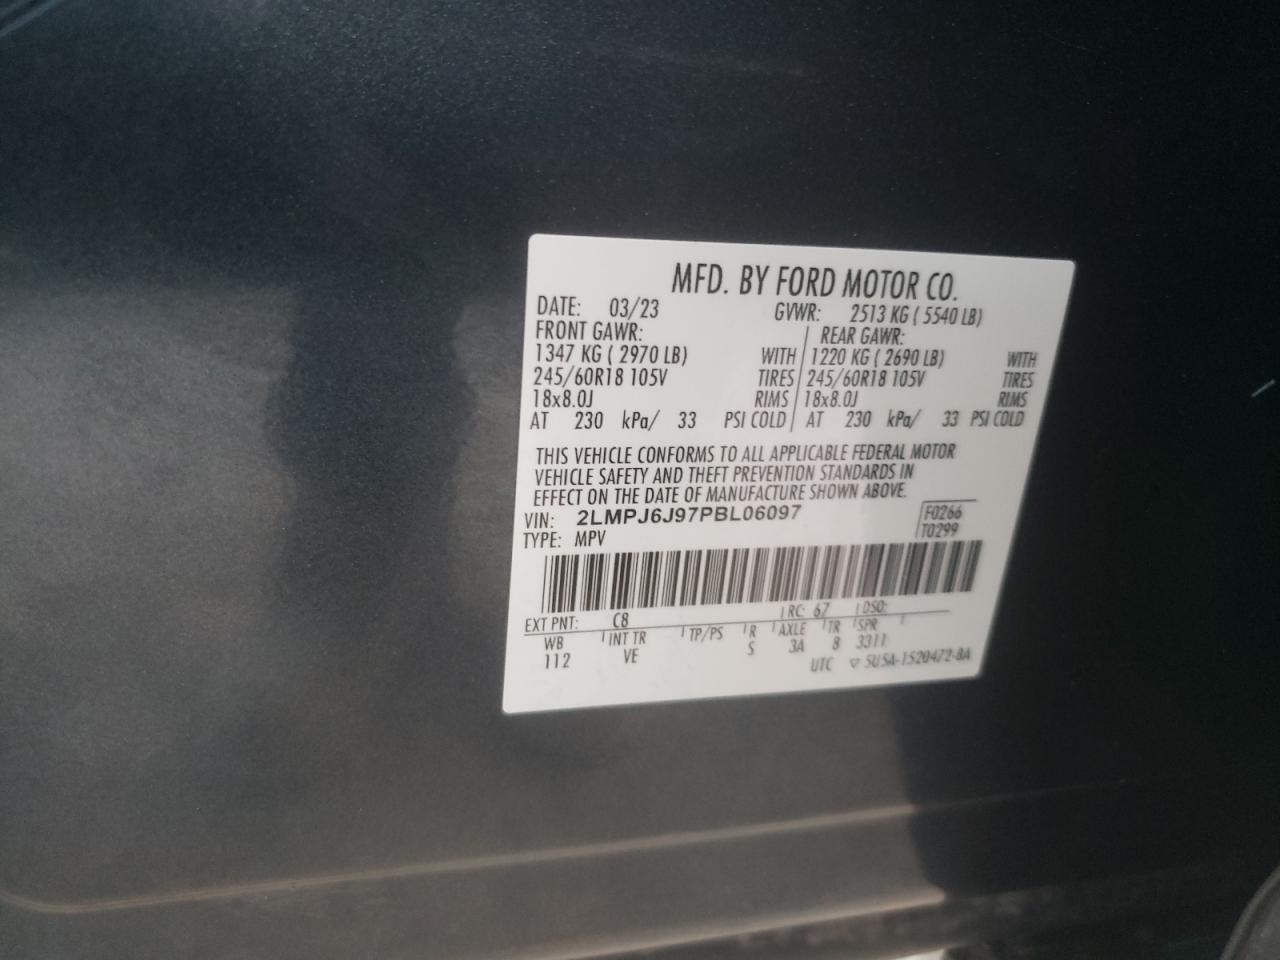 MFD. BY FORD MOTOR CO.
DATE: 03/23 GVWR: 2513 KG ( 5540 LB)
FRONT GAWR: REAR GAWR:
1347 KG ( 2970 LB) WITH 1220 KG ( 2690 LB) WITH
245/60R18 105V TIRES 245/60R18 105V TIRES
18x8.0J RIMS 18x8.0J RIMS
AT 230 kPa/ 33 PSI COLD AT 230 kPa/ 33 PSI COLD
THIS VEHICLE CONFORMS TO ALL APPLICABLE FEDERAL MOTOR
VEHICLE SAFETY AND THEFT PREVENTION STANDARDS IN
EFFECT ON THE DATE OF MANUFACTURE SHOWN ABOVE.
VIN: 2LMPJ6J97PBL06097 F0266
TYPE: MPV T0299
EXT PNT: C8 RC: 67 DSO:
WB INT TR TP/PS R AXLE TR SPR
112 VE S 3A 8 3311
UTC ▽ 5U5A-1520472-BA